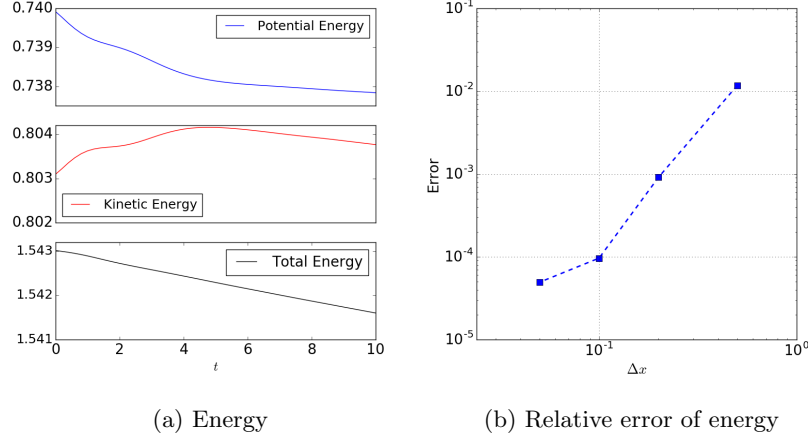 0.740
0.739
0.738
Potential Energy
0.804
0.803
0.802
Kinetic Energy
1.543
1.542
1.541
Total Energy
0 2 4 6 8 10
t
(a) Energy
10⁻¹
10⁻²
10⁻³
10⁻⁴
10⁻⁵
Error
10⁻¹ 10⁰
Δx
(b) Relative error of energy